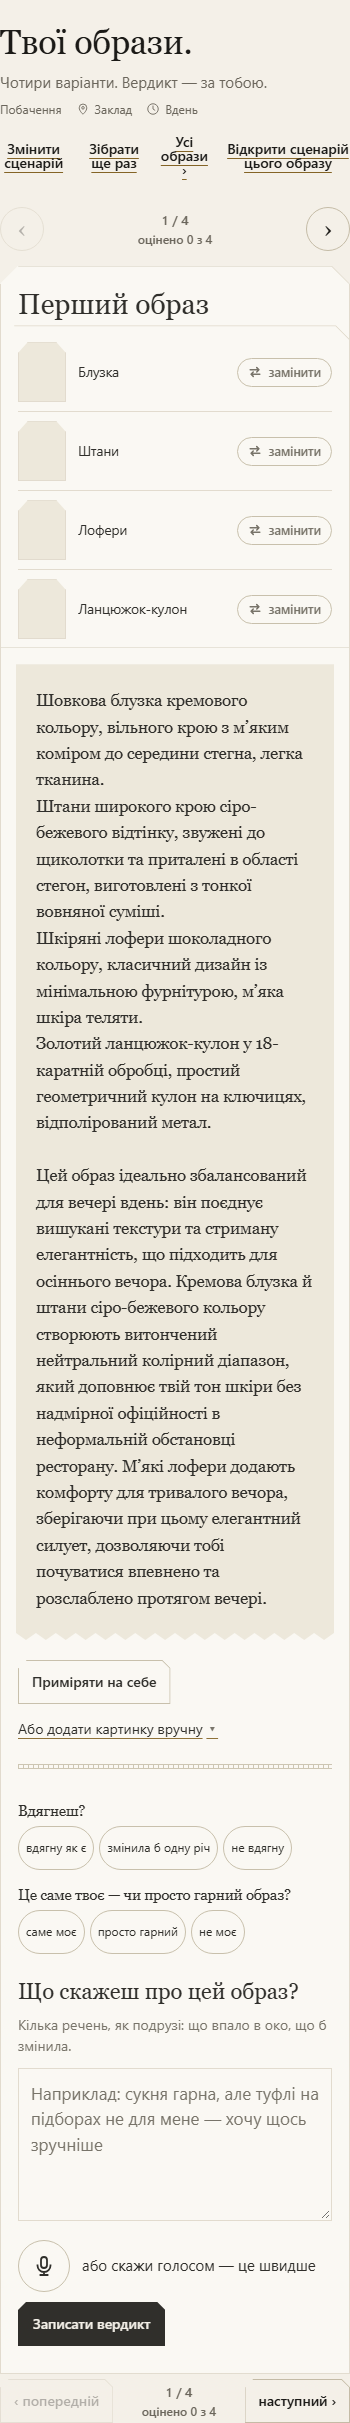 Твої образи.
Чотири варіанти. Вердикт — за тобою.
Побачення Заклад Вдень
Змінити сценарій
Зібрати ще раз
Усі образи ›
Відкрити сценарій цього образу
‹
1 / 4
оцінено 0 з 4
›
Перший образ
Блузка
замінити
Штани
замінити
Лофери
замінити
Ланцюжок-кулон
замінити
Шовкова блузка кремового
кольору, вільного крою з м’яким
коміром до середини стегна, легка
тканина.
Штани широкого крою сіро-
бежевого відтінку, звужені до
щиколотки та приталені в області
стегон, виготовлені з тонкої
вовняної суміші.
Шкіряні лофери шоколадного
кольору, класичний дизайн із
мінімальною фурнітурою, м’яка
шкіра теляти.
Золотий ланцюжок-кулон у 18-
каратній обробці, простий
геометричний кулон на ключицях,
відполірований метал.
Цей образ ідеально збалансований
для вечері вдень: він поєднує
вишукані текстури та стриману
елегантність, що підходить для
осіннього вечора. Кремова блузка й
штани сіро-бежевого кольору
створюють витончений
нейтральний колірний діапазон,
який доповнює твій тон шкіри без
надмірної офіційності в
неформальній обстановці
ресторану. М’які лофери додають
комфорту для тривалого вечора,
зберігаючи при цьому елегантний
силует, дозволяючи тобі
почуватися впевнено та
розслаблено протягом вечері.
Приміряти на себе
Або додати картинку вручну
Вдягнеш?
вдягну як є
змінила б одну річ
не вдягну
Це саме твоє — чи просто гарний образ?
саме моє
просто гарний
не моє
Що скажеш про цей образ?
Кілька речень, як подрузі: що впало в око, що б
змінила.
Наприклад: сукня гарна, але туфлі на
підборах не для мене — хочу щось
зручніше
або скажи голосом — це швидше
Записати вердикт
‹ попередній
1 / 4
оцінено 0 з 4
наступний ›